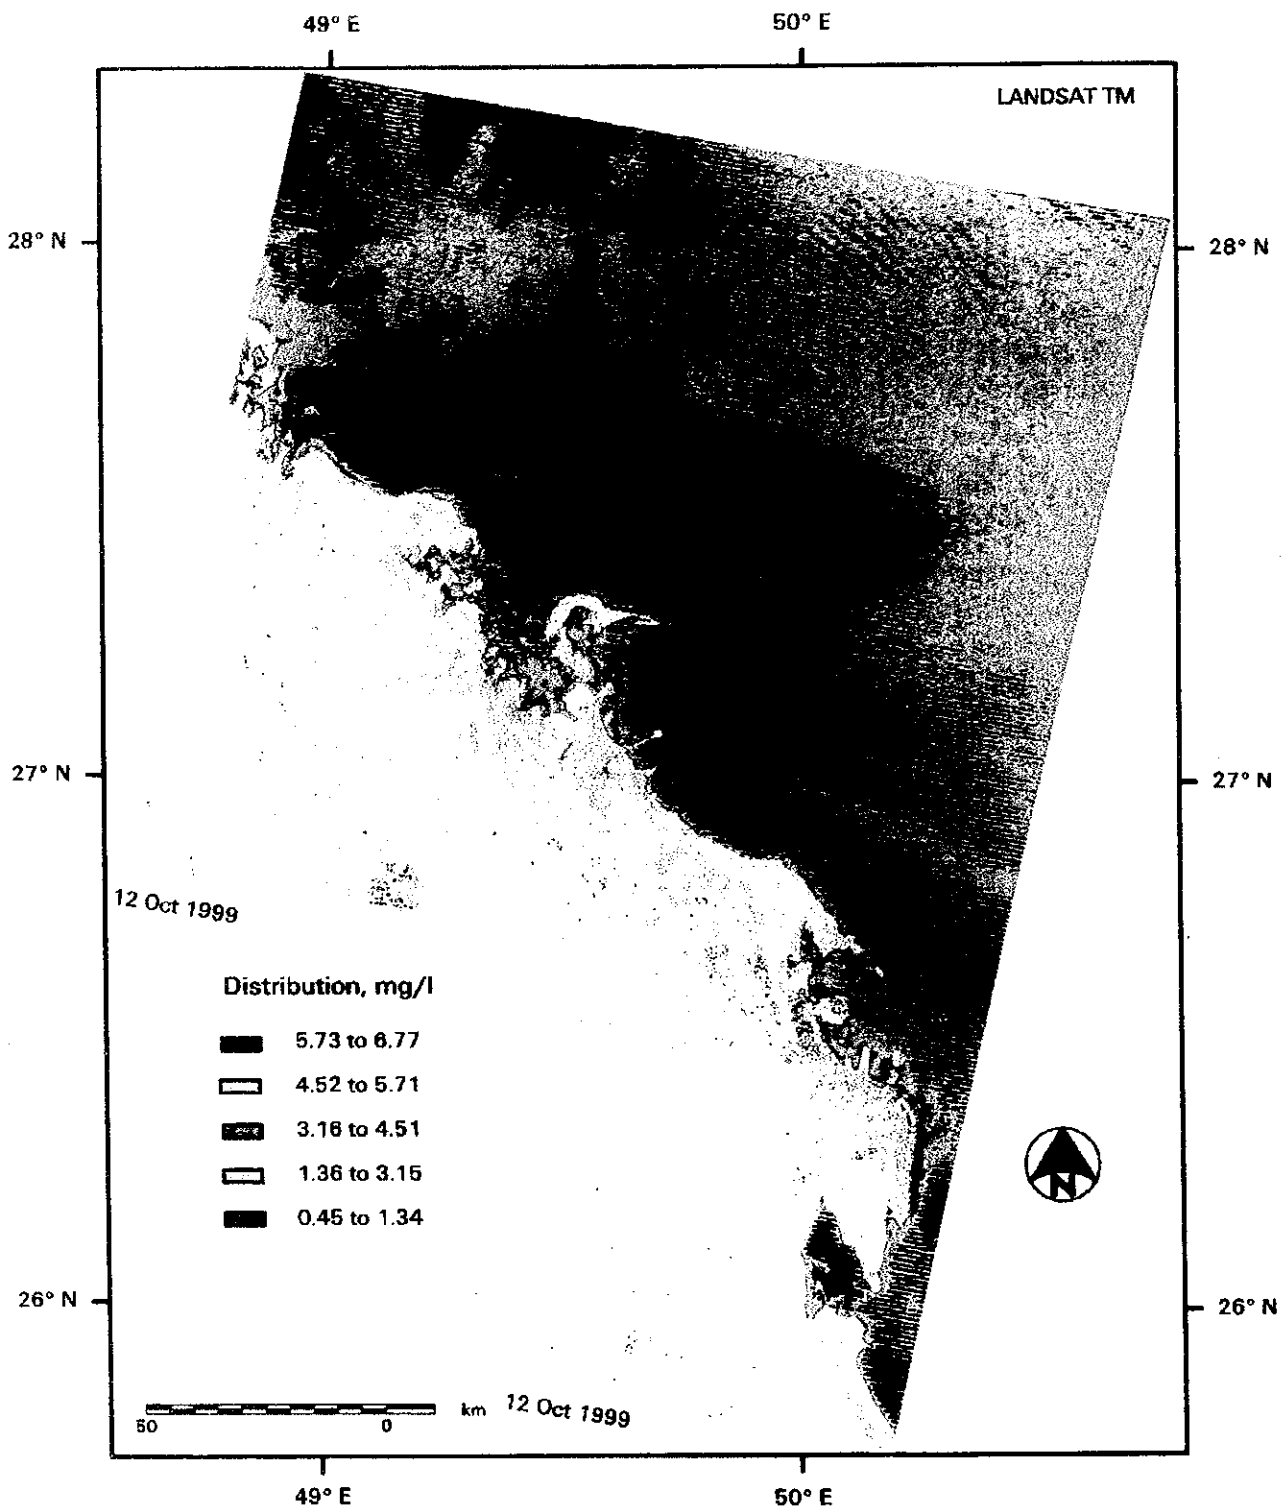 49° E
50° E
LANDSAT TM
28° N
28° N
27° N
27° N
12 Oct 1999
Distribution, mg/l
5.73 to 6.77
4.52 to 5.71
3.16 to 4.51
1.36 to 3.15
0.45 to 1.34
N
26° N
26° N
50
0
km
12 Oct 1999
49° E
50° E